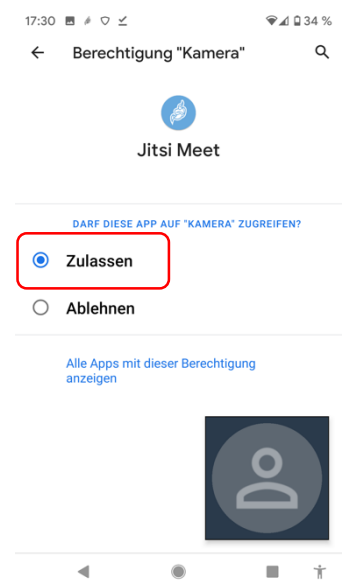 17:30 34 %
Berechtigung "Kamera"
Jitsi Meet
DARF DIESE APP AUF "KAMERA" ZUGREIFEN?
Zulassen
Ablehnen
Alle Apps mit dieser Berechtigung
anzeigen